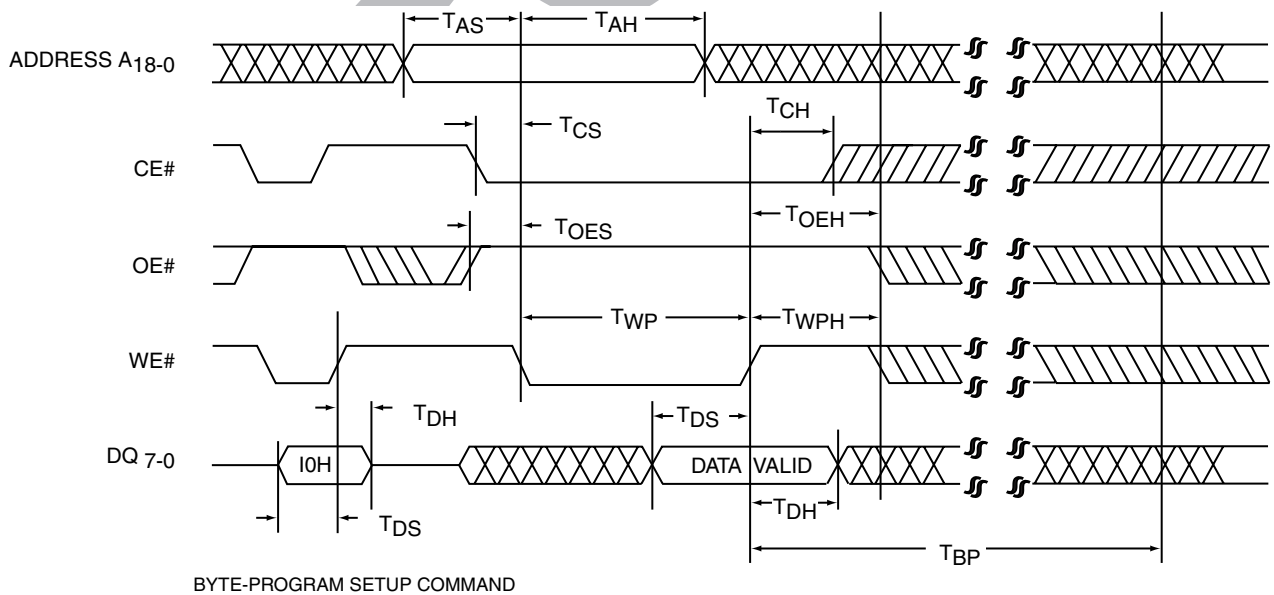 TAS
TAH
ADDRESS A18-0
TCH
TCS
CE#
TOEH
TOES
OE#
TWP
TWPH
WE#
TDH
TDS
DQ 7-0
I0H
DATA VALID
TDH
TDS
TBP
BYTE-PROGRAM SETUP COMMAND